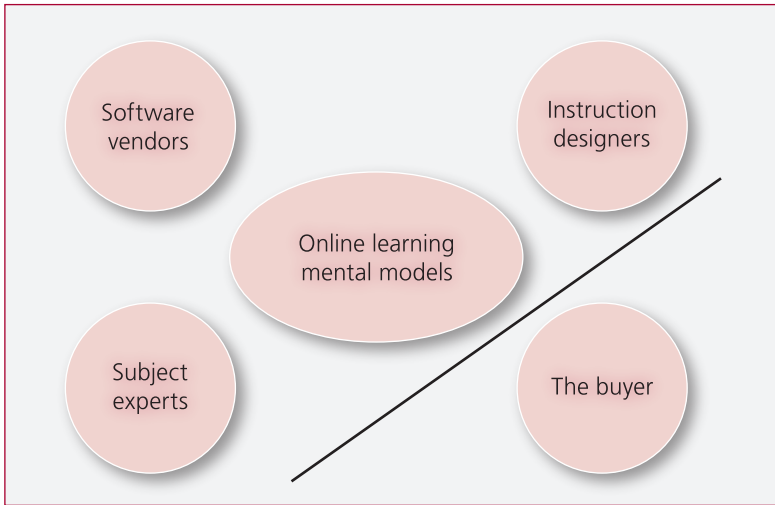 Software
vendors
Instruction
designers
Online learning
mental models
Subject
experts
The buyer